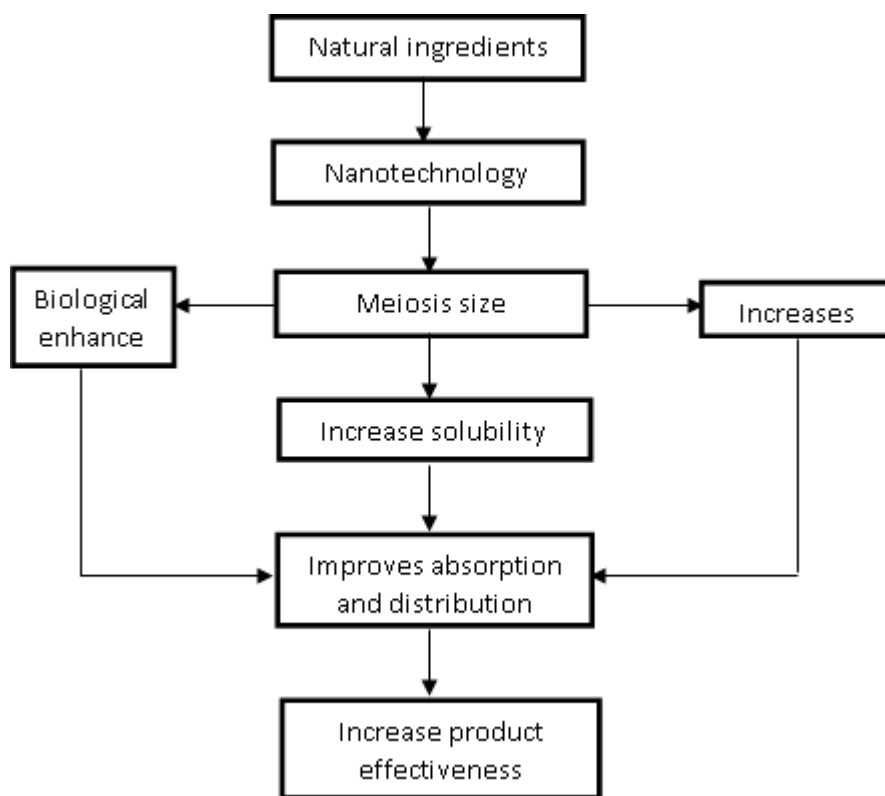 Natural ingredients
Nanotechnology
Biological
enhance
Meiosis size
Increases
Increase solubility
Improves absorption
and distribution
Increase product
effectiveness